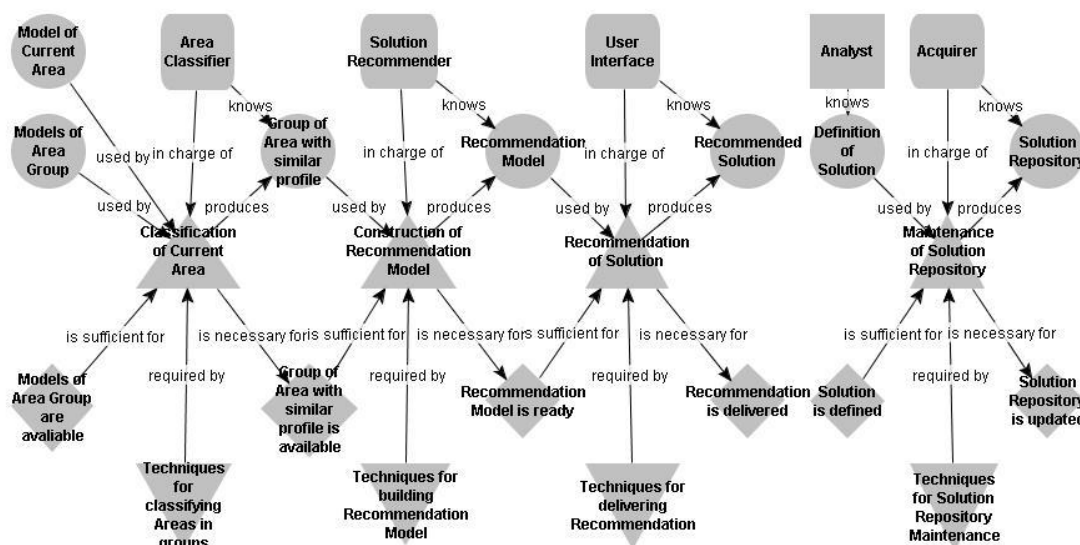 Model of
Current
Area
Area
Classifier
Solution
Recommender
User
Interface
Analyst
Acquirer
knows
knows
knows
knows
knows
Models of
Area
Group
used by
in charge of
Group of
Area with
similar
profile
in charge of
Recommendation
Model
in charge of
Recommended
Solution
Definition
of
Solution
in charge of
Solution
Repository
used by
produces
used by
produces
used by
produces
used by
produces
Classification
of Current
Area
Construction of
Recommendation
Model
Recommendation
of Solution
Maintenance
of Solution
Repository
is sufficient for
is necessary for
is sufficient for
is necessary for
is sufficient for
is necessary for
is sufficient for
is necessary for
required by
required by
required by
required by
Models of
Area Group
are
avaliable
Group of
Area with
similar
profile is
available
Recommendation
Model is ready
Recommendation
is delivered
Solution
is defined
Solution
Repository
is updated
Techniques
for
classifying
Areas in
groups
Techniques for
building
Recommendation
Model
Techniques for
delivering
Recommendation
Techniques
for Solution
Repository
Maintenance